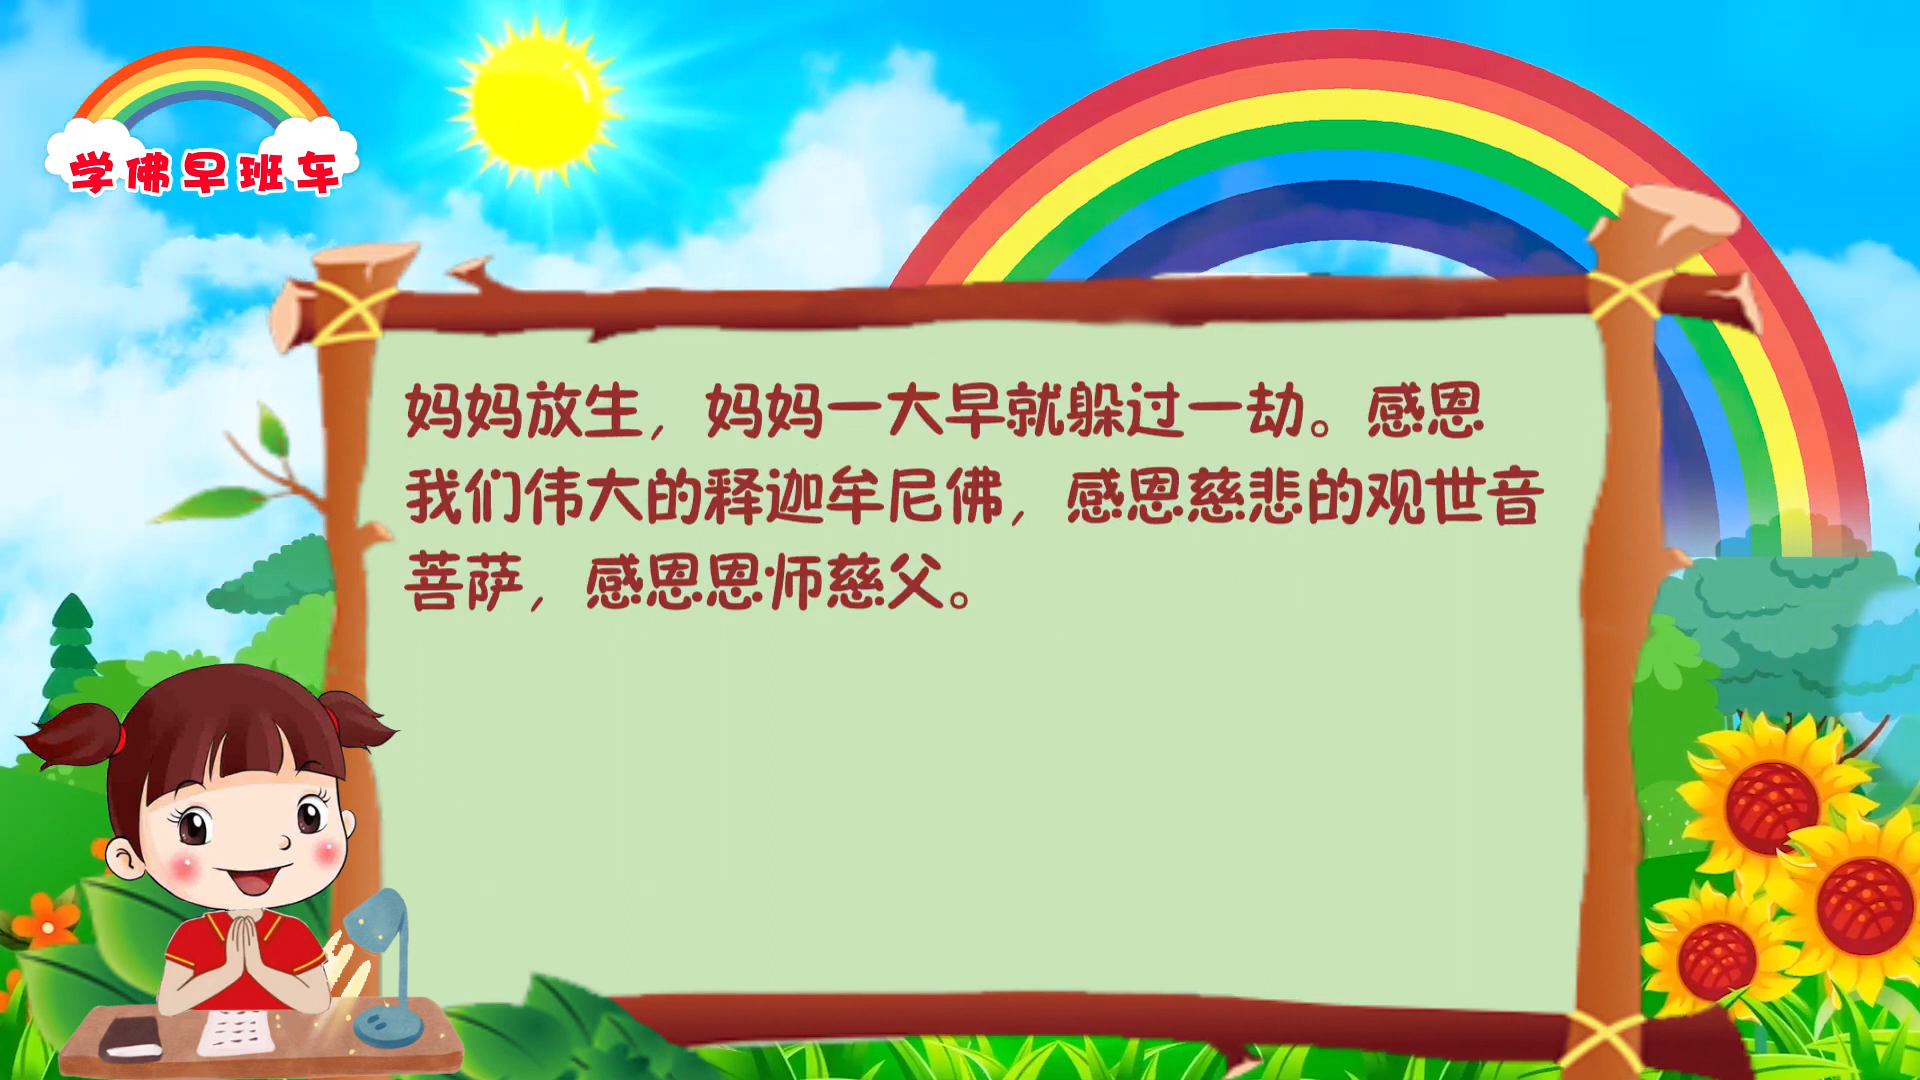 学佛早班车
妈妈放生，妈妈一大早就躲过一劫。感恩
我们伟大的释迦牟尼佛，感恩慈悲的观世音
菩萨，感恩恩师慈父。